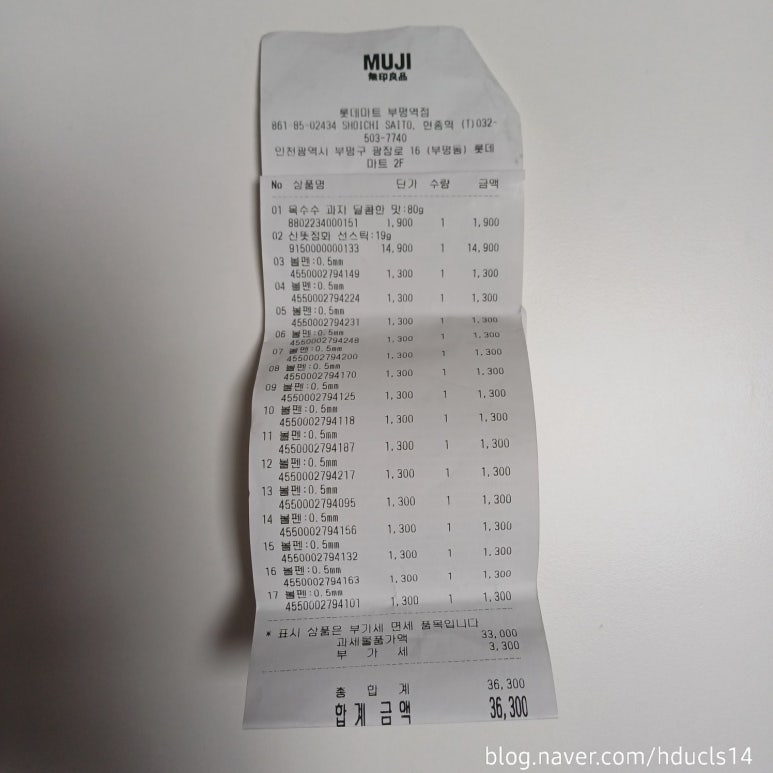 MUJI
無印良品
롯데마트 부평역점
861-85-02434 SHOICHI SAITO, 현종혁 (T)032-
503-7740
인천광역시 부평구 광장로 16 (부평동) 롯데
마트 2F
No 상품명 단가 수량 금액
01 옥수수 과자 달콤한 맛:80g
8802234000151 1,900 1 1,900
02 산뜻정화 선스틱:19g
9150000000133 14,900 1 14,900
03 볼펜:0.5mm
4550002794149 1,300 1 1,300
04 볼펜:0.5mm
4550002794224 1,300 1 1,300
05 볼펜:0.5mm
4550002794231 1,300 1 1,300
06 볼펜:0.5mm
4550002794248 1,300 1 1,300
07 볼펜:0.5mm
4550002794200 1,300 1 1,300
08 볼펜:0.5mm
4550002794170 1,300 1 1,300
09 볼펜:0.5mm
4550002794125 1,300 1 1,300
10 볼펜:0.5mm
4550002794118 1,300 1 1,300
11 볼펜:0.5mm
4550002794187 1,300 1 1,300
12 볼펜:0.5mm
4550002794217 1,300 1 1,300
13 볼펜:0.5mm
4550002794095 1,300 1 1,300
14 볼펜:0.5mm
4550002794156 1,300 1 1,300
15 볼펜:0.5mm
4550002794132 1,300 1 1,300
16 볼펜:0.5mm
4550002794163 1,300 1 1,300
17 볼펜:0.5mm
4550002794101 1,300 1 1,300
* 표시 상품은 부가세 면세 품목입니다
과세물품가액 33,000
부 가 세 3,300
총 합 계 36,300
합계 금액 36,300
blog.naver.com/hducls14